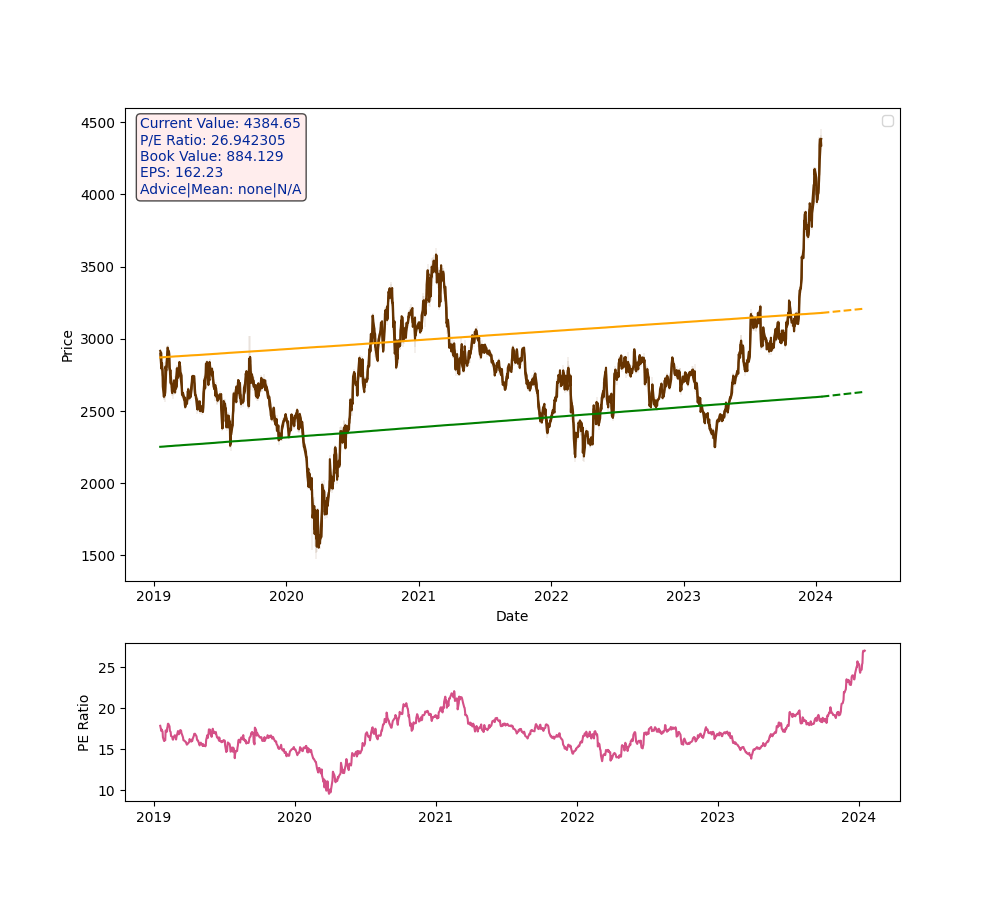 4500
4000
3500
3000
2500
2000
1500
Price
Current Value: 4384.65
P/E Ratio: 26.942305
Book Value: 884.129
EPS: 162.23
Advice|Mean: none|N/A
2019 2020 2021 2022 2023 2024
Date
25
20
15
10
PE Ratio
2019 2020 2021 2022 2023 2024